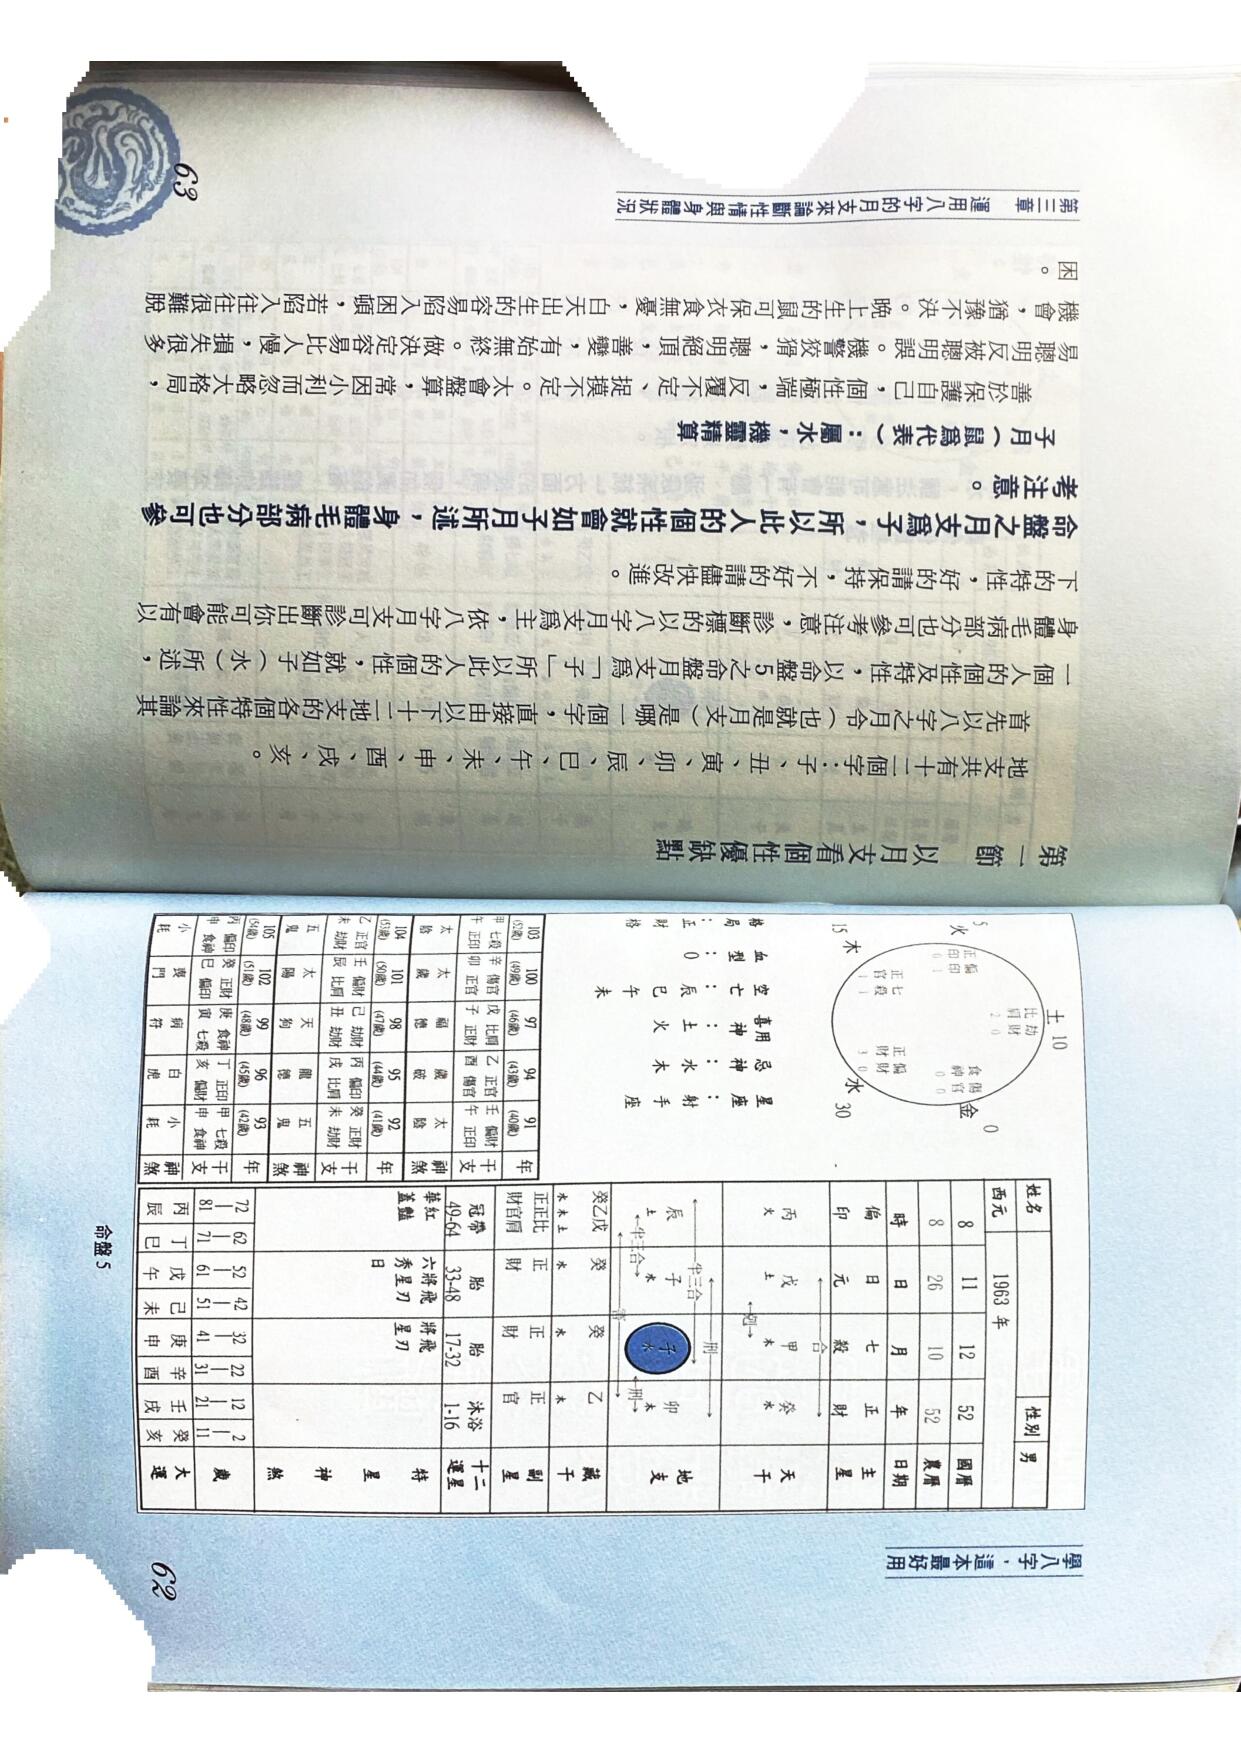 學八字，這本最好用
姓名 性別 男
西元 1963 年
8 11 12 52 國曆
8 26 10 52 農曆
時 日 月 年 日期
偏印 日元 七殺 正財 主星
合
丙火 戊土 甲木 癸水 天干
剋
刑
半三合
辰土 子水 子水 卯木 地支
半三合 刑
害
癸乙戊 癸 癸 乙 藏干
水木土 水 水 木
正正比 正 正 正 副星
財官肩 財 財 官
冠帶 胎 胎 沐浴 十二運星
49-64 33-48 17-32 1-16
華蓋 紅豔 六秀日 將星 飛刃 將星 飛刃 特星神煞
72-81 62-71 52-61 42-51 32-41 22-31 12-21 2-11 歲
丙辰 丁巳 戊午 己未 庚申 辛酉 壬戌 癸亥 大運
土 10
劫財 0 比肩 2
0 金
傷官 0 食神 0
5 火
偏印 1 正印 0
七殺 1 正官 1
偏財 0 正財 3
15 木
水 30
星座：射手座
忌神：水木
喜用神：土火
空亡：辰巳午未
血型：O
格局：正財格
103 100 97 94 91 年
(52歲) (49歲) (46歲) (43歲) (40歲)
甲 七殺 辛 傷官 戊 比肩 乙 正官 壬 偏財 干支
午 正印 卯 正官 子 正財 酉 傷官 午 正印
太陰 太歲 福德 歲破 太陰 神煞
104 101 98 95 92 年
(53歲) (50歲) (47歲) (44歲) (41歲)
乙 正官 壬 偏財 己 劫財 丙 偏印 癸 正財 干支
未 劫財 辰 比肩 丑 劫財 戌 比肩 未 劫財
五鬼 太陽 天狗 龍德 五鬼 神煞
105 102 99 96 93 年
(54歲) (51歲) (48歲) (45歲) (42歲)
丙 偏印 癸 正財 庚 食神 丁 正印 甲 七殺 干支
申 食神 巳 偏印 寅 七殺 亥 偏財 申 食神
小耗 喪門 病符 白虎 小耗 神煞
命盤 5
62
第一節 以月支看個性優缺點
地支共有十二個字：子、丑、寅、卯、辰、巳、午、未、申、酉、戌、亥。
首先以八字之月令（也就是月支）是哪一個字，直接由以下十二地支的各個特性來論其
一個人的個性及特性，以命盤5之命盤月支爲「子」所以此人的個性，就如子（水）所述，
身體毛病部分也可參考注意，診斷標的以八字月支爲主，依八字月支可診斷出你可能會有以
下的特性，好的請保持，不好的請儘快改進。
命盤之月支爲子，所以此人的個性就會如子月所述，身體毛病部分也可參
考注意。
子月（鼠爲代表）：屬水，機靈精算
善於保護自己，個性極端，反覆不定、捉摸不定。太會盤算，常因小利而忽略大格局，
易聰明反被聰明誤。機警狡猾，聰明絕頂，善變，有始無終。做決定容易比人慢，損失很多
機會，猶豫不決。晚上生的鼠可保衣食無憂，白天出生的容易陷入困頓，若陷入往往很難脫
困。
第三章 運用八字的月支來論斷性情與身體狀況
63